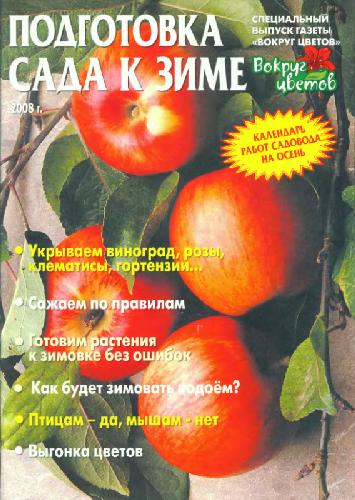 ПОДГОТОВКА
САДА К ЗИМЕ
2008 г.
СПЕЦИАЛЬНЫЙ
ВЫПУСК ГАЗЕТЫ
«ВОКРУГ ЦВЕТОВ»
Вокруг
цветов
КАЛЕНДАРЬ
РАБОТ САДОВОДА
НА ОСЕНЬ
• Укрываем виноград, розы,
клематисы, гортензии...
• Сажаем по правилам
• Готовим растения
к зимовке без ошибок
• Как будет зимовать водоём?
• Птицам – да, мышам - нет
• Выгонка цветов